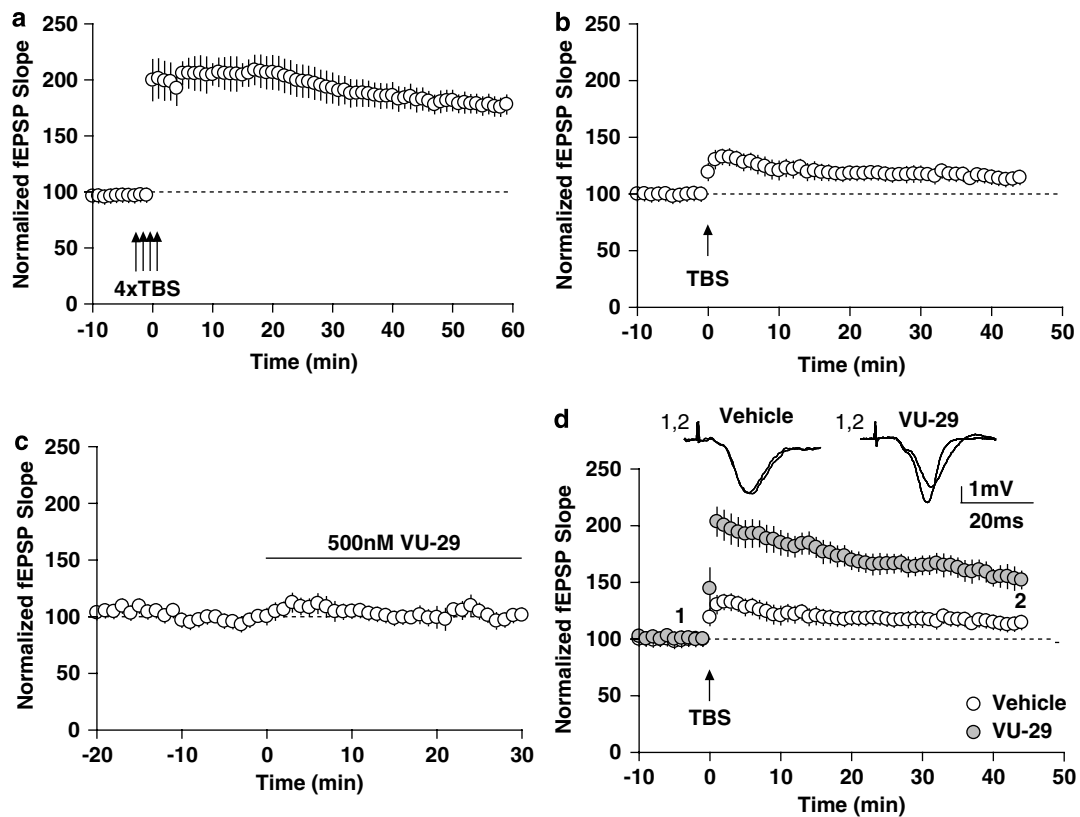 a
250
200
150
100
50
0
Normalized fEPSP Slope
4xTBS
-10 0 10 20 30 40 50 60
Time (min)
b
250
200
150
100
50
0
Normalized fEPSP Slope
TBS
-10 0 10 20 30 40 50
Time (min)
c
250
200
150
100
50
0
Normalized fEPSP Slope
500nM VU-29
-20 -10 0 10 20 30
Time (min)
d
1,2 Vehicle
1,2 VU-29
1mV
20ms
250
200
150
100
50
0
Normalized fEPSP Slope
1
2
TBS
Vehicle
VU-29
-10 0 10 20 30 40 50
Time (min)